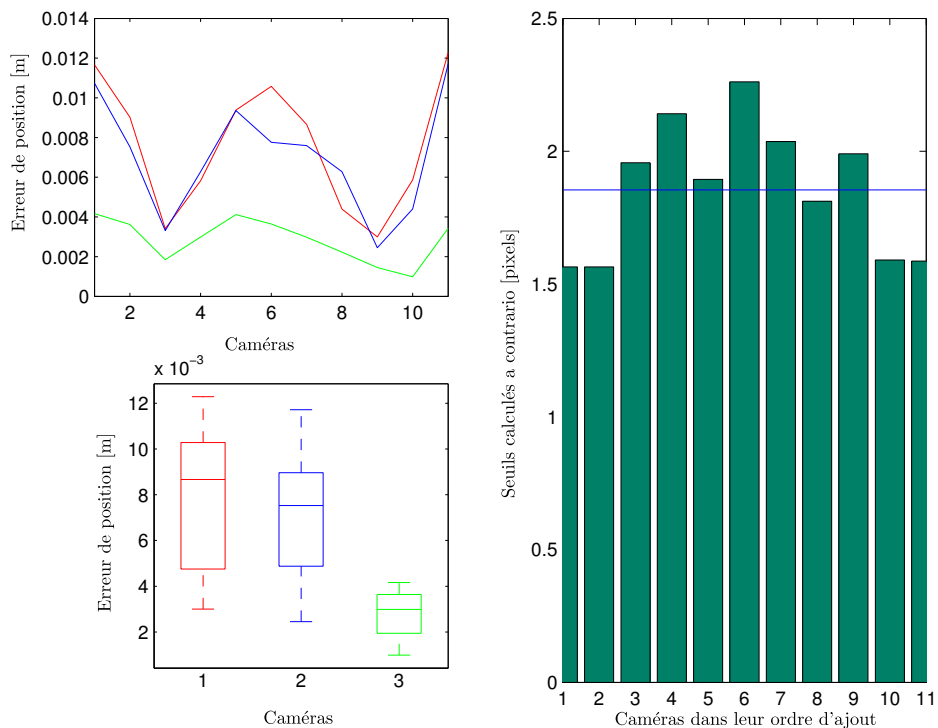 0.014
0.012
0.01
0.008
0.006
0.004
0.002
0
Erreur de position [m]
2 4 6 8 10
Caméras
x 10⁻³
12
10
8
6
4
2
Erreur de position [m]
1 2 3
Caméras
2.5
2
1.5
1
0.5
0
Seuils calculés a contrario [pixels]
1 2 3 4 5 6 7 8 9 10 11
Caméras dans leur ordre d'ajout